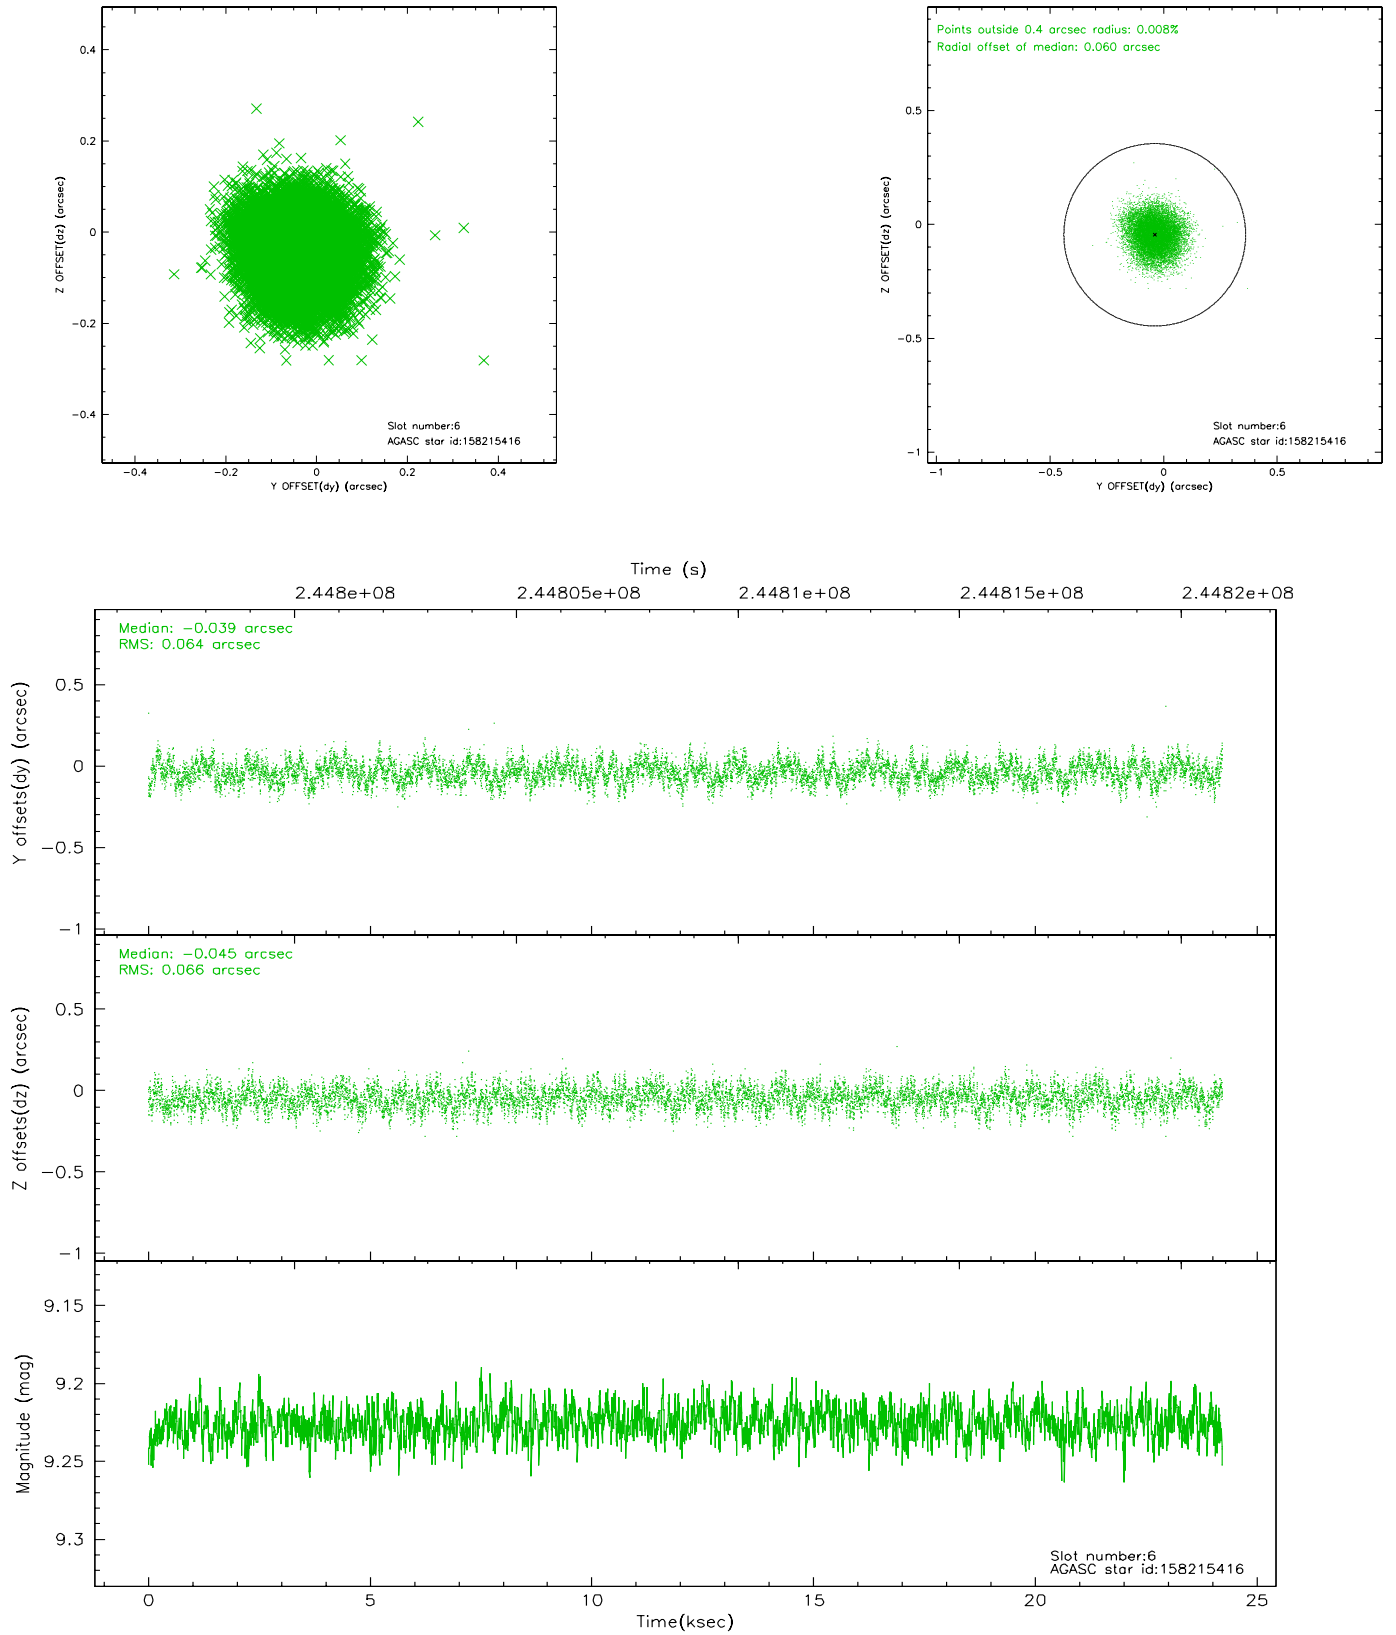 0.4
0.2
0
−0.2
−0.4
Z OFFSET(dz) (arcsec)
Slot number:6
AGASC star id:158215416
−0.4 −0.2 0 0.2 0.4
Y OFFSET(dy) (arcsec)
Points outside 0.4 arcsec radius: 0.008%
Radial offset of median: 0.060 arcsec
0.5
0
−0.5
−1
Z OFFSET(dz) (arcsec)
Slot number:6
AGASC star id:158215416
−1 −0.5 0 0.5
Y OFFSET(dy) (arcsec)
Time (s)
2.448e+08 2.44805e+08 2.4481e+08 2.44815e+08 2.4482e+08
Median: −0.039 arcsec
RMS: 0.064 arcsec
0.5
0
−0.5
−1
Y offsets(dy) (arcsec)
Median: −0.045 arcsec
RMS: 0.066 arcsec
0.5
0
−0.5
−1
Z offsets(dz) (arcsec)
9.15
9.2
9.25
9.3
Magnitude (mag)
Slot number:6
AGASC star id:158215416
0 5 10 15 20 25
Time(ksec)